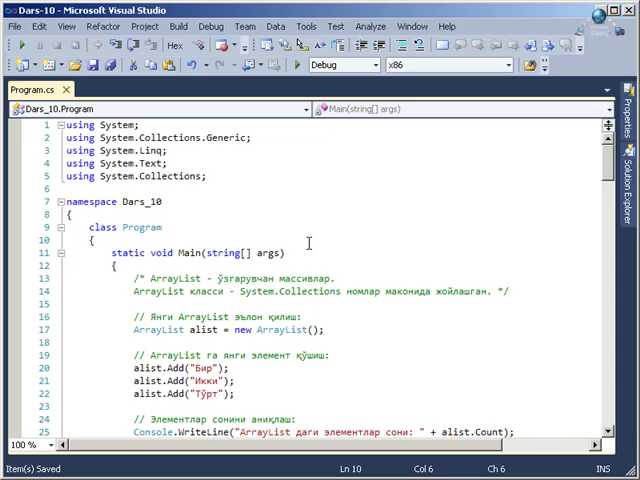 Dars-10 - Microsoft Visual Studio
File Edit View Refactor Project Build Debug Team Data Tools Test Analyze Window Help
Hex
Debug x86
Program.cs
Dars_10.Program Main(string[] args)
1 using System;
2 using System.Collections.Generic;
3 using System.Linq;
4 using System.Text;
5 using System.Collections;
6
7 namespace Dars_10
8 {
9 class Program
10 {
11 static void Main(string[] args)
12 {
13 /* ArrayList - ўзгарувчан массивлар.
14 ArrayList класси - System.Collections номлар маконида жойлашган. */
15
16 // Янги ArrayList эълон қилиш:
17 ArrayList alist = new ArrayList();
18
19 // ArrayList га янги элемент қўшиш:
20 alist.Add("Бир");
21 alist.Add("Икки");
22 alist.Add("Тўрт");
23
24 // Элементлар сонини аниқлаш:
25 Console.WriteLine("ArrayList даги элементлар сони: " + alist.Count);
100 %
Item(s) Saved Ln 10 Col 6 Ch 6
Properties
Solution Explorer